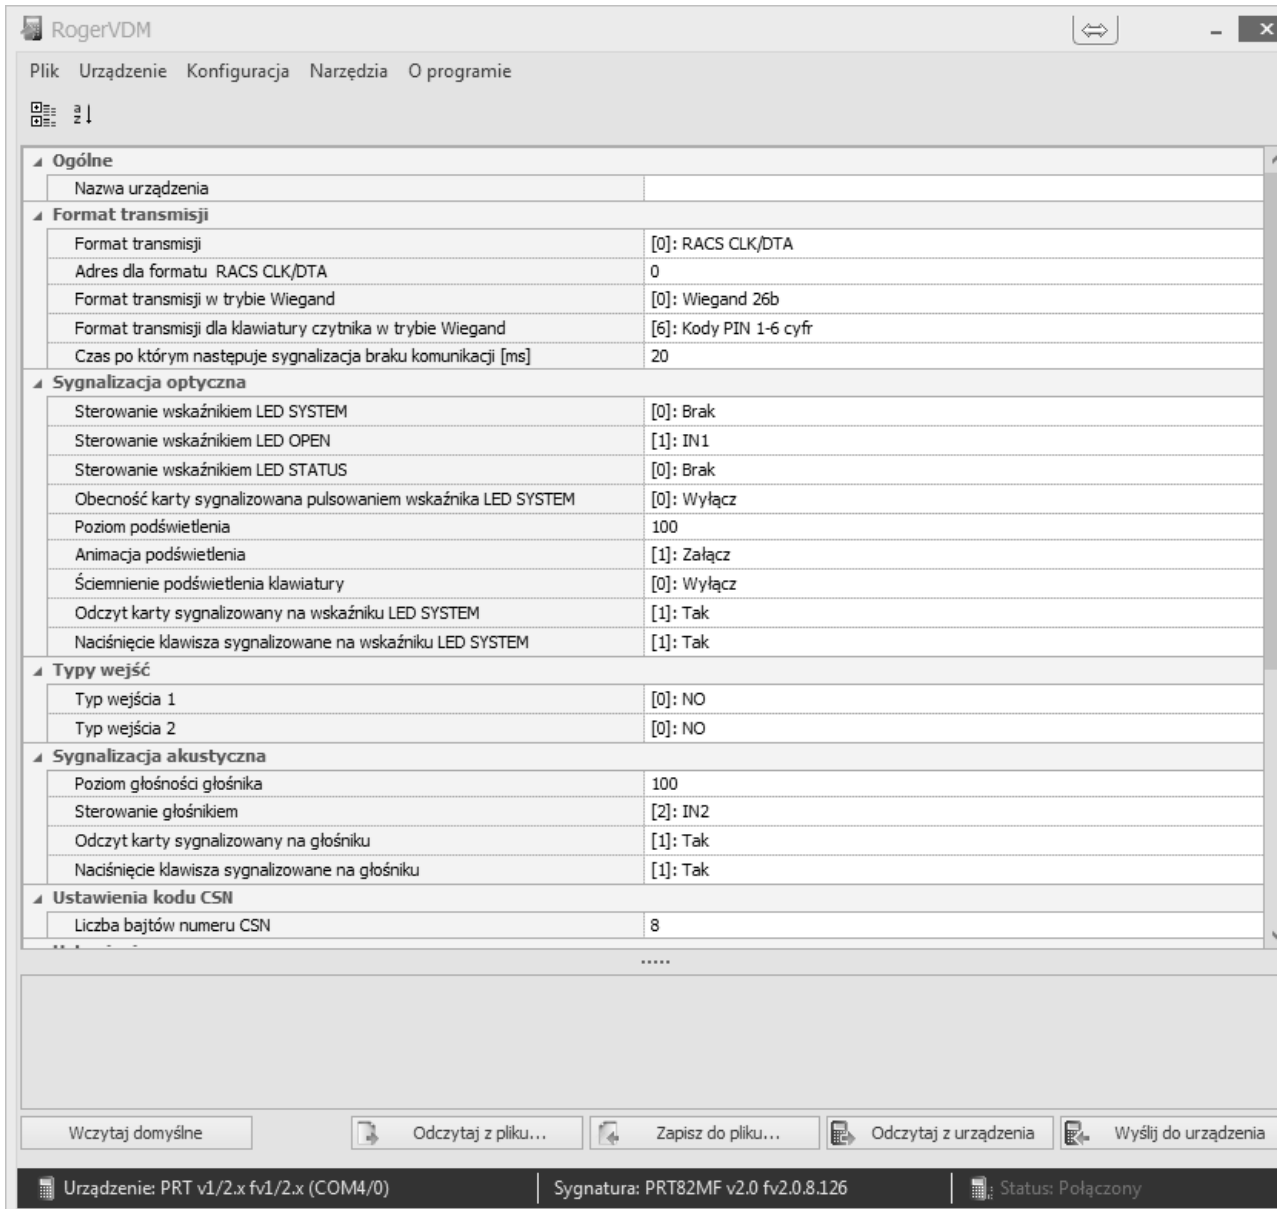 RogerVDM
Plik Urządzenie Konfiguracja Narzędzia O programie
Ogólne
Nazwa urządzenia
Format transmisji
Format transmisji [0]: RACS CLK/DTA
Adres dla formatu RACS CLK/DTA 0
Format transmisji w trybie Wiegand [0]: Wiegand 26b
Format transmisji dla klawiatury czytnika w trybie Wiegand [6]: Kody PIN 1-6 cyfr
Czas po którym następuje sygnalizacja braku komunikacji [ms] 20
Sygnalizacja optyczna
Sterowanie wskaźnikiem LED SYSTEM [0]: Brak
Sterowanie wskaźnikiem LED OPEN [1]: IN1
Sterowanie wskaźnikiem LED STATUS [0]: Brak
Obecność karty sygnalizowana pulsowaniem wskaźnika LED SYSTEM [0]: Wyłącz
Poziom podświetlenia 100
Animacja podświetlenia [1]: Załącz
Ściemnienie podświetlenia klawiatury [0]: Wyłącz
Odczyt karty sygnalizowany na wskaźniku LED SYSTEM [1]: Tak
Naciśnięcie klawisza sygnalizowane na wskaźniku LED SYSTEM [1]: Tak
Typy wejść
Typ wejścia 1 [0]: NO
Typ wejścia 2 [0]: NO
Sygnalizacja akustyczna
Poziom głośności głośnika 100
Sterowanie głośnikiem [2]: IN2
Odczyt karty sygnalizowany na głośniku [1]: Tak
Naciśnięcie klawisza sygnalizowane na głośniku [1]: Tak
Ustawienia kodu CSN
Liczba bajtów numeru CSN 8
Wczytaj domyślne Odczytaj z pliku... Zapisz do pliku... Odczytaj z urządzenia Wyślij do urządzenia
Urządzenie: PRT v1/2.x fv1/2.x (COM4/0) Sygnatura: PRT82MF v2.0 fv2.0.8.126 Status: Połączony